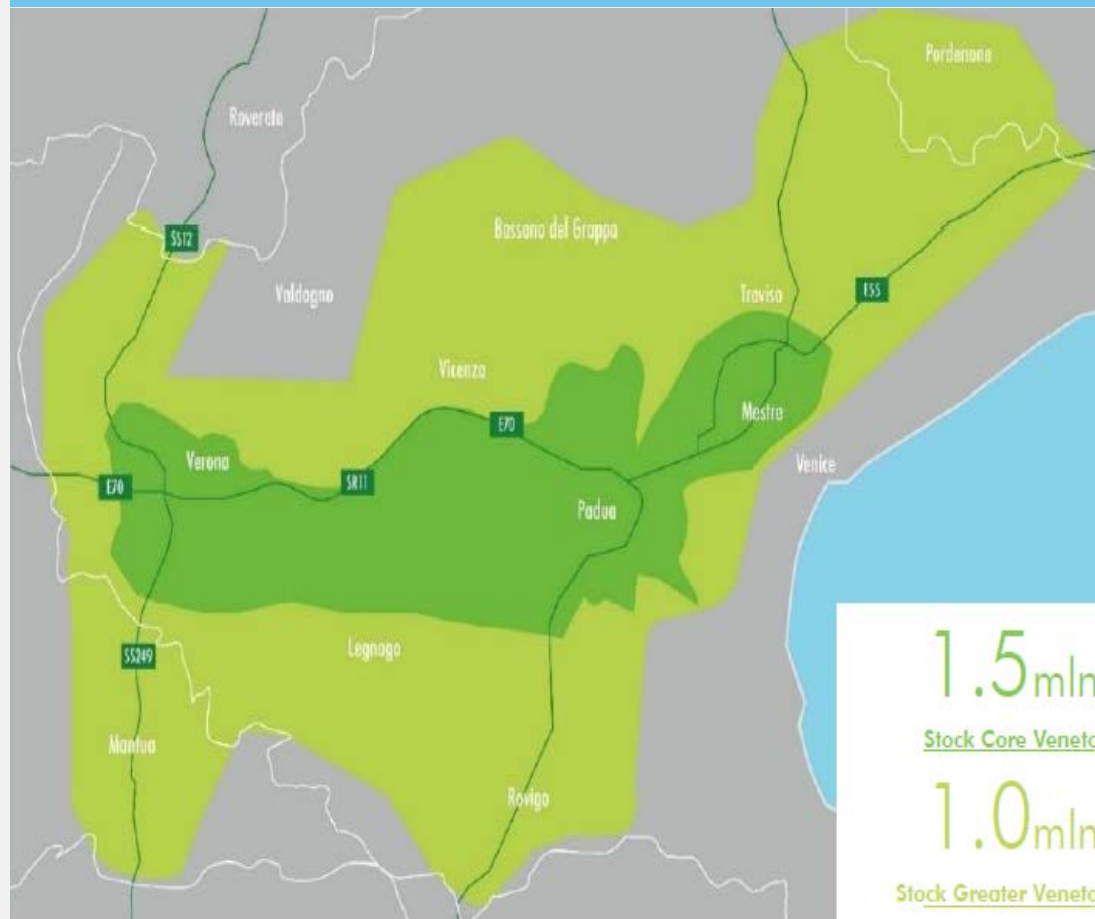 Pordenone
Rovereto
Bassano del Grappa
SS12
Valdagno
Treviso
E55
Vicenza
E70
Mestre
Verona
Venice
E70
SR11
Padua
Legnago
SS249
Mantua
Rovigo
1.5mln
Stock Core Veneto
1.0mln
Stock Greater Veneto